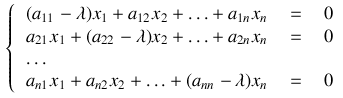 (a₁₁ − λ)x₁ + a₁₂x₂ + … + a₁ₙxₙ = 0
a₂₁x₁ + (a₂₂ − λ)x₂ + … + a₂ₙxₙ = 0
…
aₙ₁x₁ + aₙ₂x₂ + … + (aₙₙ − λ)xₙ = 0